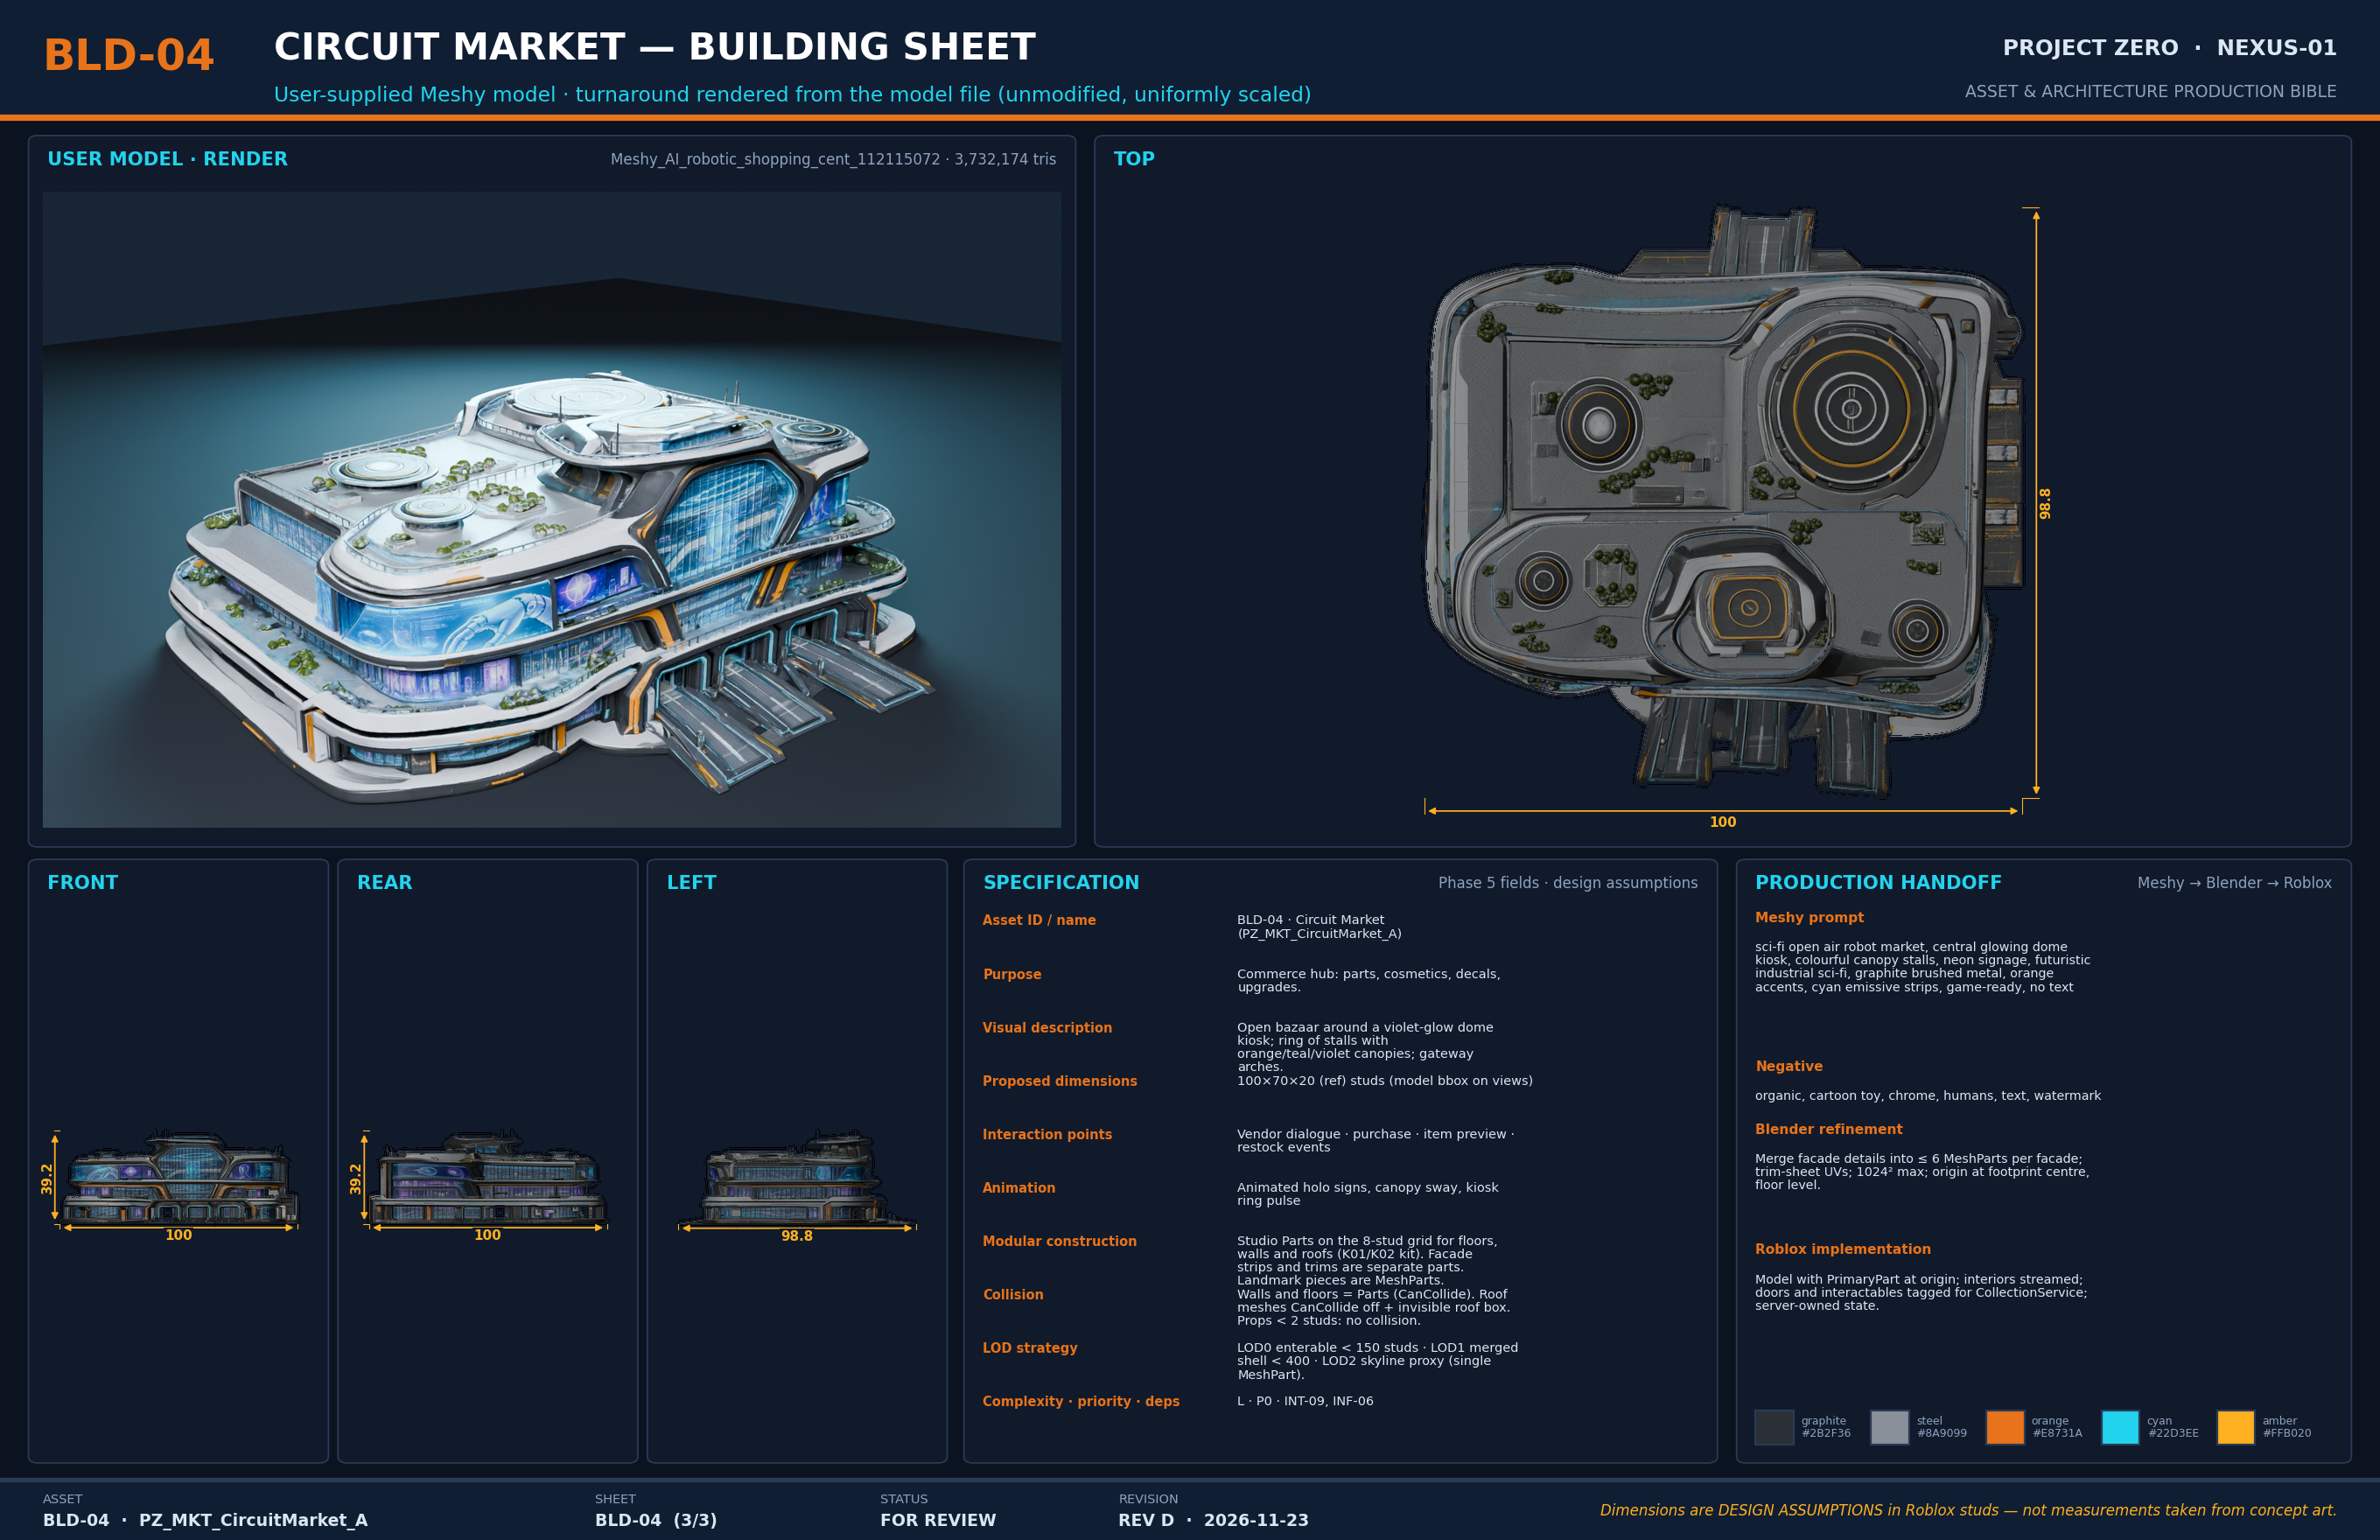 BLD-04
CIRCUIT MARKET — BUILDING SHEET
User-supplied Meshy model · turnaround rendered from the model file (unmodified, uniformly scaled)
PROJECT ZERO · NEXUS-01
ASSET & ARCHITECTURE PRODUCTION BIBLE
USER MODEL · RENDER
Meshy_AI_robotic_shopping_cent_112115072 · 3,732,174 tris
TOP
98.8
100
FRONT
39.2
100
REAR
39.2
100
LEFT
98.8
SPECIFICATION
Phase 5 fields · design assumptions
Asset ID / name
BLD-04 · Circuit Market
(PZ_MKT_CircuitMarket_A)
Purpose
Commerce hub: parts, cosmetics, decals,
upgrades.
Visual description
Open bazaar around a violet-glow dome
kiosk; ring of stalls with
orange/teal/violet canopies; gateway
arches.
Proposed dimensions
100×70×20 (ref) studs (model bbox on views)
Interaction points
Vendor dialogue · purchase · item preview ·
restock events
Animation
Animated holo signs, canopy sway, kiosk
ring pulse
Modular construction
Studio Parts on the 8-stud grid for floors,
walls and roofs (K01/K02 kit). Facade
strips and trims are separate parts.
Landmark pieces are MeshParts.
Collision
Walls and floors = Parts (CanCollide). Roof
meshes CanCollide off + invisible roof box.
Props < 2 studs: no collision.
LOD strategy
LOD0 enterable < 150 studs · LOD1 merged
shell < 400 · LOD2 skyline proxy (single
MeshPart).
Complexity · priority · deps
L · P0 · INT-09, INF-06
PRODUCTION HANDOFF
Meshy → Blender → Roblox
Meshy prompt
sci-fi open air robot market, central glowing dome
kiosk, colourful canopy stalls, neon signage, futuristic
industrial sci-fi, graphite brushed metal, orange
accents, cyan emissive strips, game-ready, no text
Negative
organic, cartoon toy, chrome, humans, text, watermark
Blender refinement
Merge facade details into ≤ 6 MeshParts per facade;
trim-sheet UVs; 1024² max; origin at footprint centre,
floor level.
Roblox implementation
Model with PrimaryPart at origin; interiors streamed;
doors and interactables tagged for CollectionService;
server-owned state.
graphite
#2B2F36
steel
#8A9099
orange
#E8731A
cyan
#22D3EE
amber
#FFB020
ASSET
BLD-04 · PZ_MKT_CircuitMarket_A
SHEET
BLD-04 (3/3)
STATUS
FOR REVIEW
REVISION
REV D · 2026-11-23
Dimensions are DESIGN ASSUMPTIONS in Roblox studs — not measurements taken from concept art.